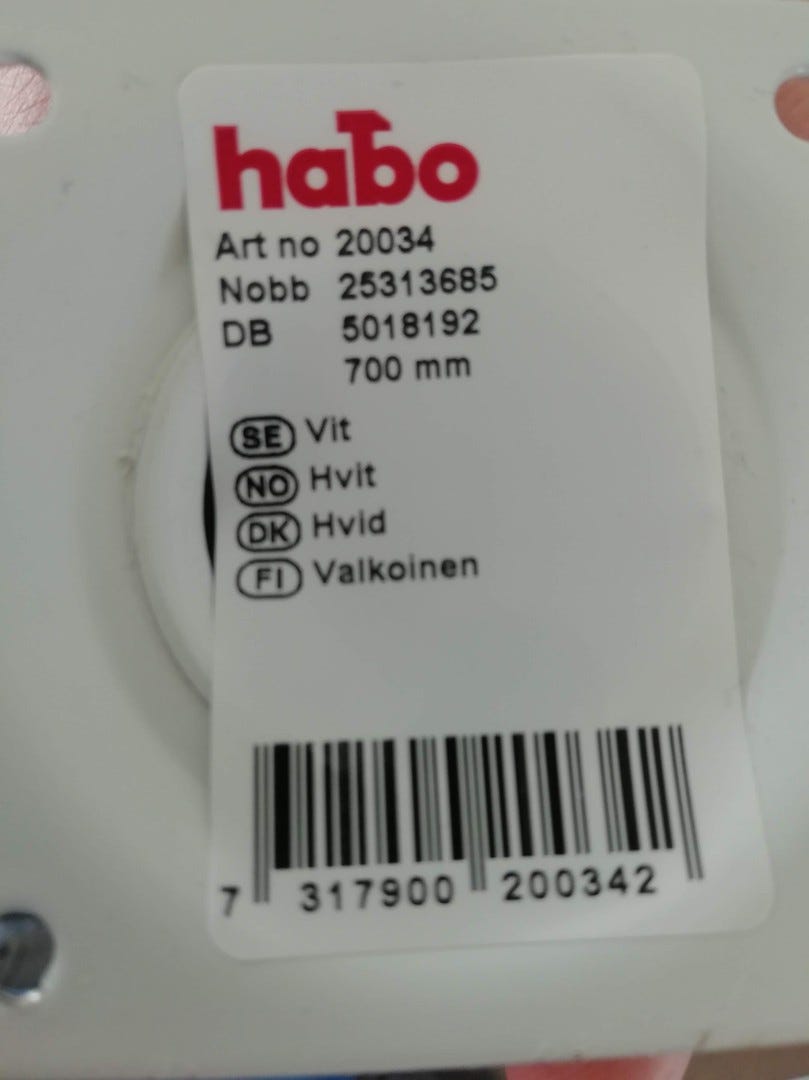 habo
Art no 20034
Nobb 25313685
DB 5018192
700 mm
SE Vit
NO Hvit
DK Hvid
FI Valkoinen
7 317900 200342